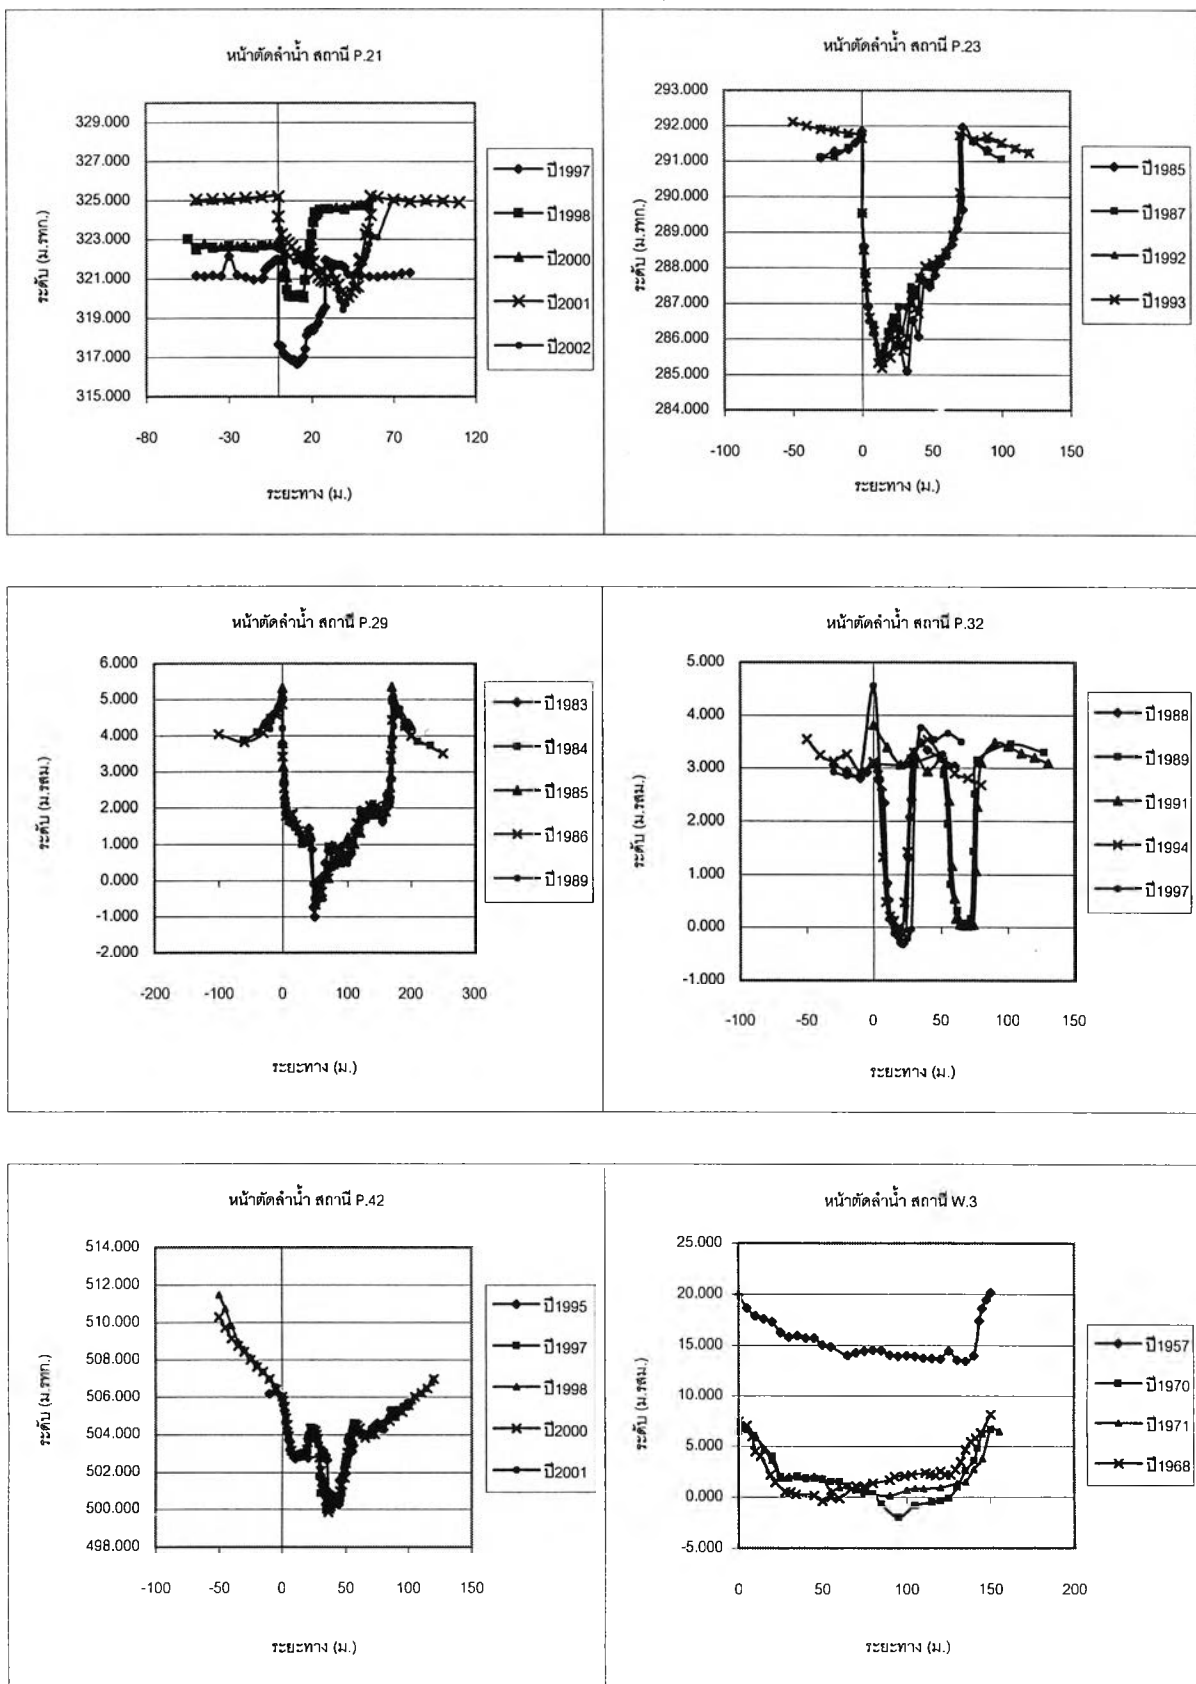 หน้าตัดลำน้ำ สถานี P.21
329.000
327.000
325.000
323.000
321.000
319.000
317.000
315.000
-80 -30 20 70 120
ระดับ (ม.รทก.)
ระยะทาง (ม.)
ปี1997
ปี1998
ปี2000
ปี2001
ปี2002
หน้าตัดลำน้ำ สถานี P.23
293.000
292.000
291.000
290.000
289.000
288.000
287.000
286.000
285.000
284.000
-100 -50 0 50 100 150
ระดับ (ม.รทก.)
ระยะทาง (ม.)
ปี1985
ปี1987
ปี1992
ปี1993
หน้าตัดลำน้ำ สถานี P.29
6.000
5.000
4.000
3.000
2.000
1.000
0.000
-1.000
-2.000
-200 -100 0 100 200 300
ระดับ (ม.รสม.)
ระยะทาง (ม.)
ปี1983
ปี1984
ปี1985
ปี1986
ปี1989
หน้าตัดลำน้ำ สถานี P.32
5.000
4.000
3.000
2.000
1.000
0.000
-1.000
-100 -50 0 50 100 150
ระดับ (ม.รสม.)
ระยะทาง (ม.)
ปี1988
ปี1989
ปี1991
ปี1994
ปี1997
หน้าตัดลำน้ำ สถานี P.42
514.000
512.000
510.000
508.000
506.000
504.000
502.000
500.000
498.000
-100 -50 0 50 100 150
ระดับ (ม.รทก.)
ระยะทาง (ม.)
ปี1995
ปี1997
ปี1998
ปี2000
ปี2001
หน้าตัดลำน้ำ สถานี W.3
25.000
20.000
15.000
10.000
5.000
0.000
-5.000
0 50 100 150 200
ระดับ (ม.รสม.)
ระยะทาง (ม.)
ปี1957
ปี1970
ปี1971
ปี1968